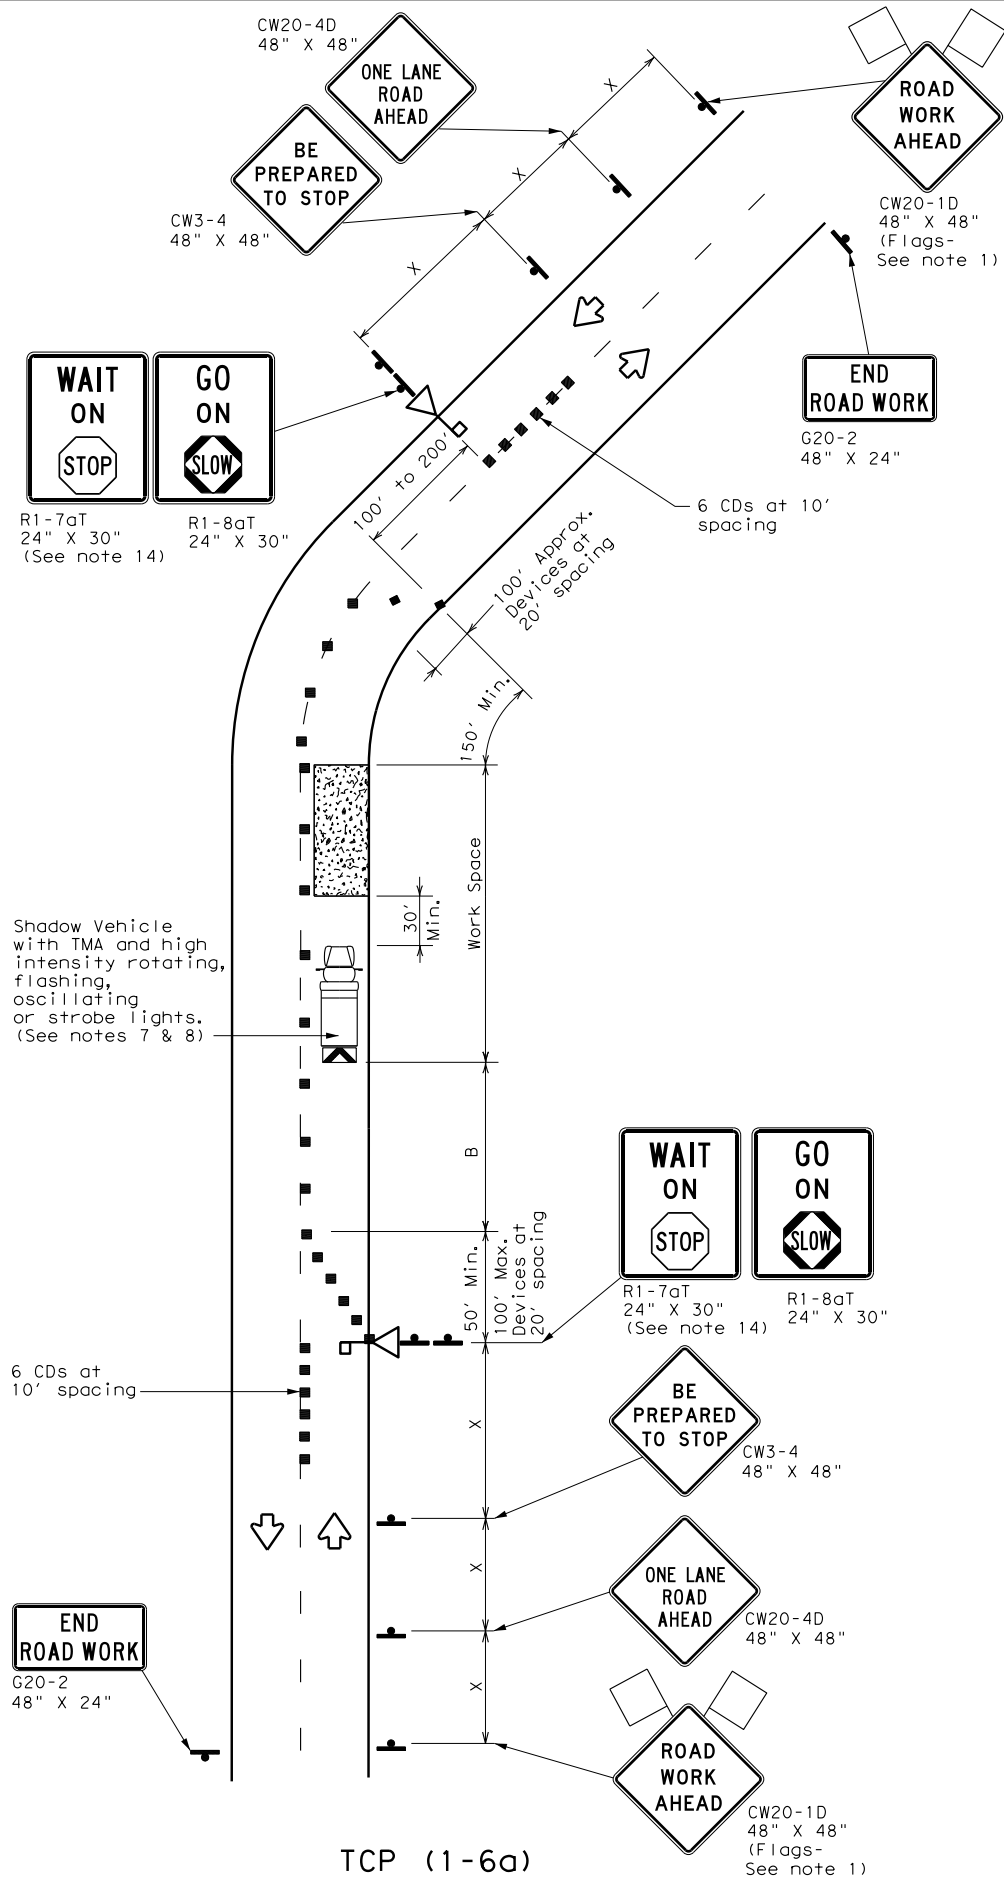 CW20-4D
48" X 48"
ONE LANE
ROAD
AHEAD
BE
PREPARED
TO STOP
CW3-4
48" X 48"
X
X
X
ROAD
WORK
AHEAD
CW20-1D
48" X 48"
(Flags-
See note 1)
WAIT
ON
STOP
R1-7aT
24" X 30"
(See note 14)
GO
ON
SLOW
R1-8aT
24" X 30"
END
ROAD WORK
G20-2
48" X 24"
100' to 200'
6 CDs at 10'
spacing
100' Approx.
Devices at
20' spacing
150' Min.
Work Space
30'
Min.
Shadow Vehicle
with TMA and high
intensity rotating,
flashing,
oscillating
or strobe lights.
(See notes 7 & 8)
B
50' Min.
100' Max.
Devices at
20' spacing
WAIT
ON
STOP
R1-7aT
24" X 30"
(See note 14)
GO
ON
SLOW
R1-8aT
24" X 30"
6 CDs at
10' spacing
X
BE
PREPARED
TO STOP
CW3-4
48" X 48"
X
ONE LANE
ROAD
AHEAD
CW20-4D
48" X 48"
X
END
ROAD WORK
G20-2
48" X 24"
ROAD
WORK
AHEAD
CW20-1D
48" X 48"
(Flags-
See note 1)
TCP (1-6a)